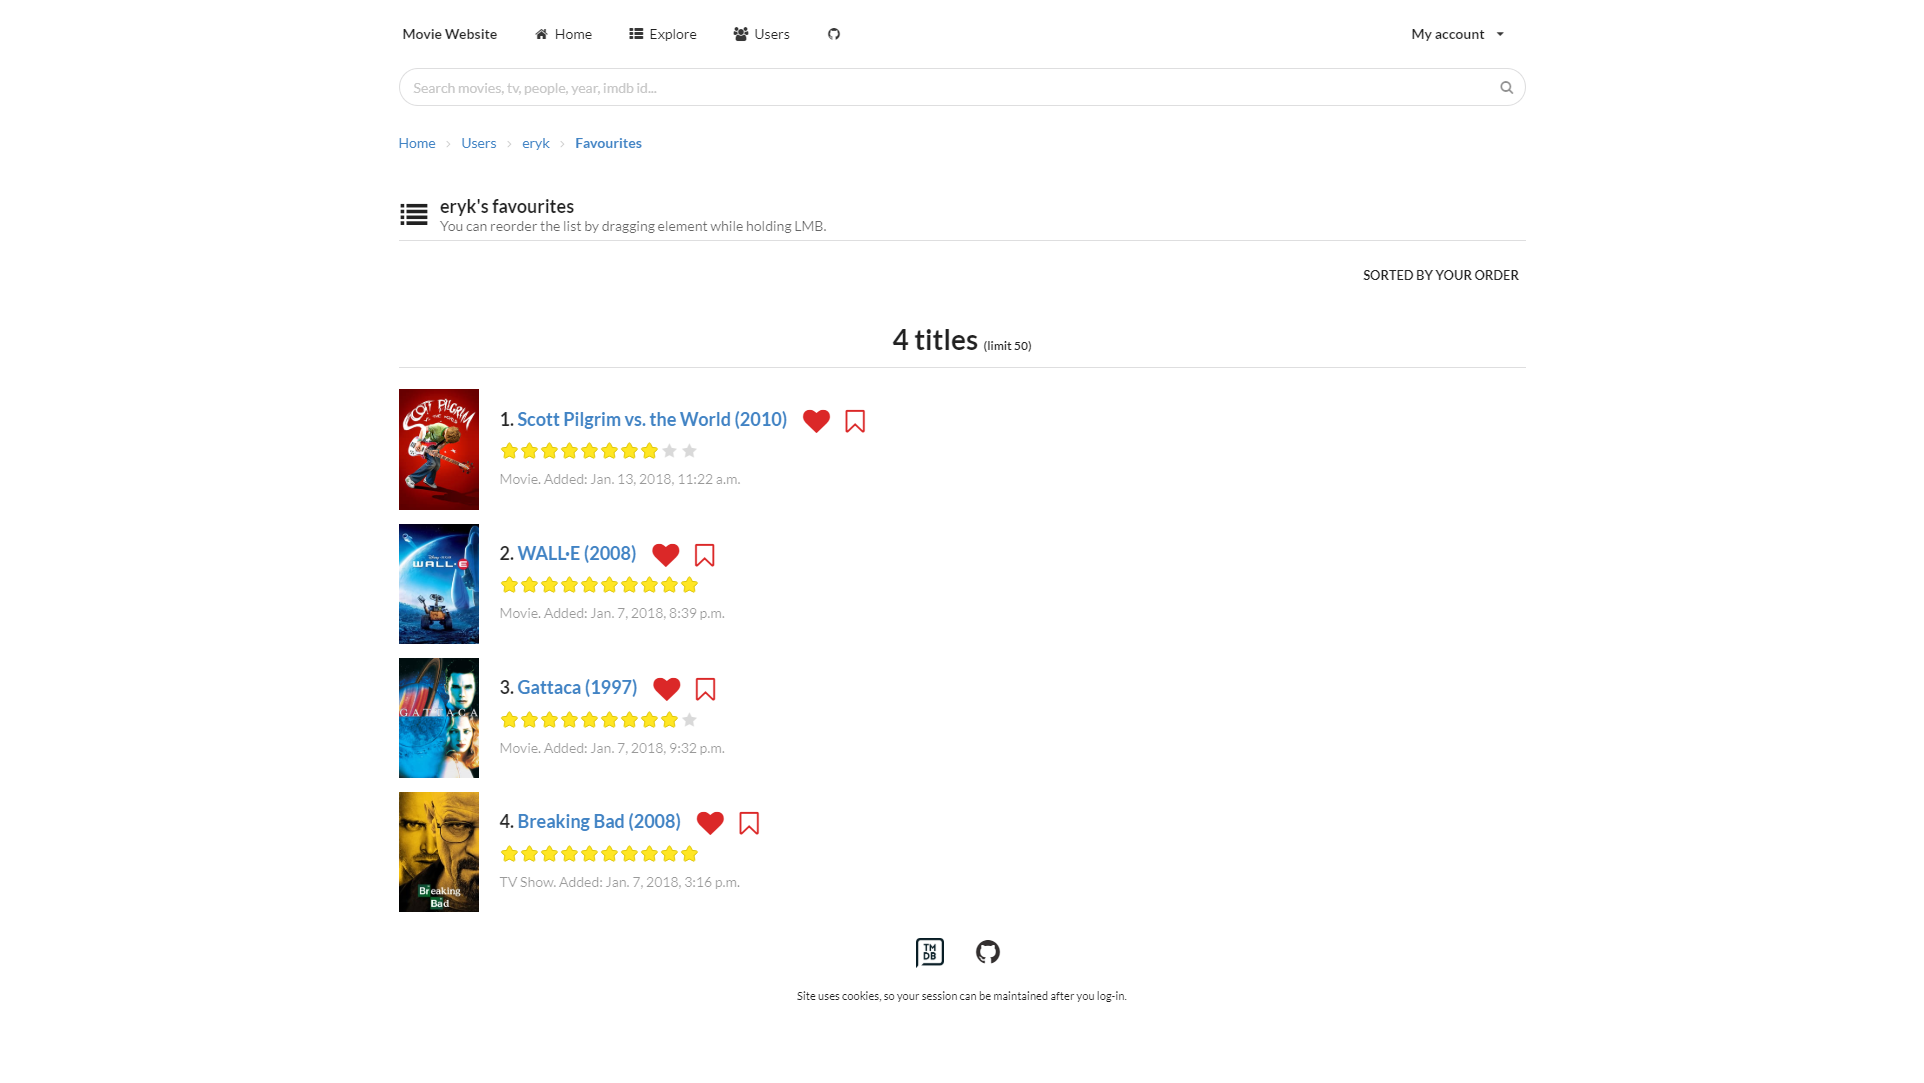 Movie Website Home Explore Users My account
Search movies, tv, people, year, imdb id...
Home Users eryk Favourites
eryk's favourites
You can reorder the list by dragging element while holding LMB.
SORTED BY YOUR ORDER
4 titles (limit 50)
SCOTT PILGRIM
VS. THE WORLD
1. Scott Pilgrim vs. the World (2010)
Movie. Added: Jan. 13, 2018, 11:22 a.m.
WALL·E
2. WALL·E (2008)
Movie. Added: Jan. 7, 2018, 8:39 p.m.
GATTACA
3. Gattaca (1997)
Movie. Added: Jan. 7, 2018, 9:32 p.m.
Breaking
Bad
4. Breaking Bad (2008)
TV Show. Added: Jan. 7, 2018, 3:16 p.m.
TM
DB
Site uses cookies, so your session can be maintained after you log-in.